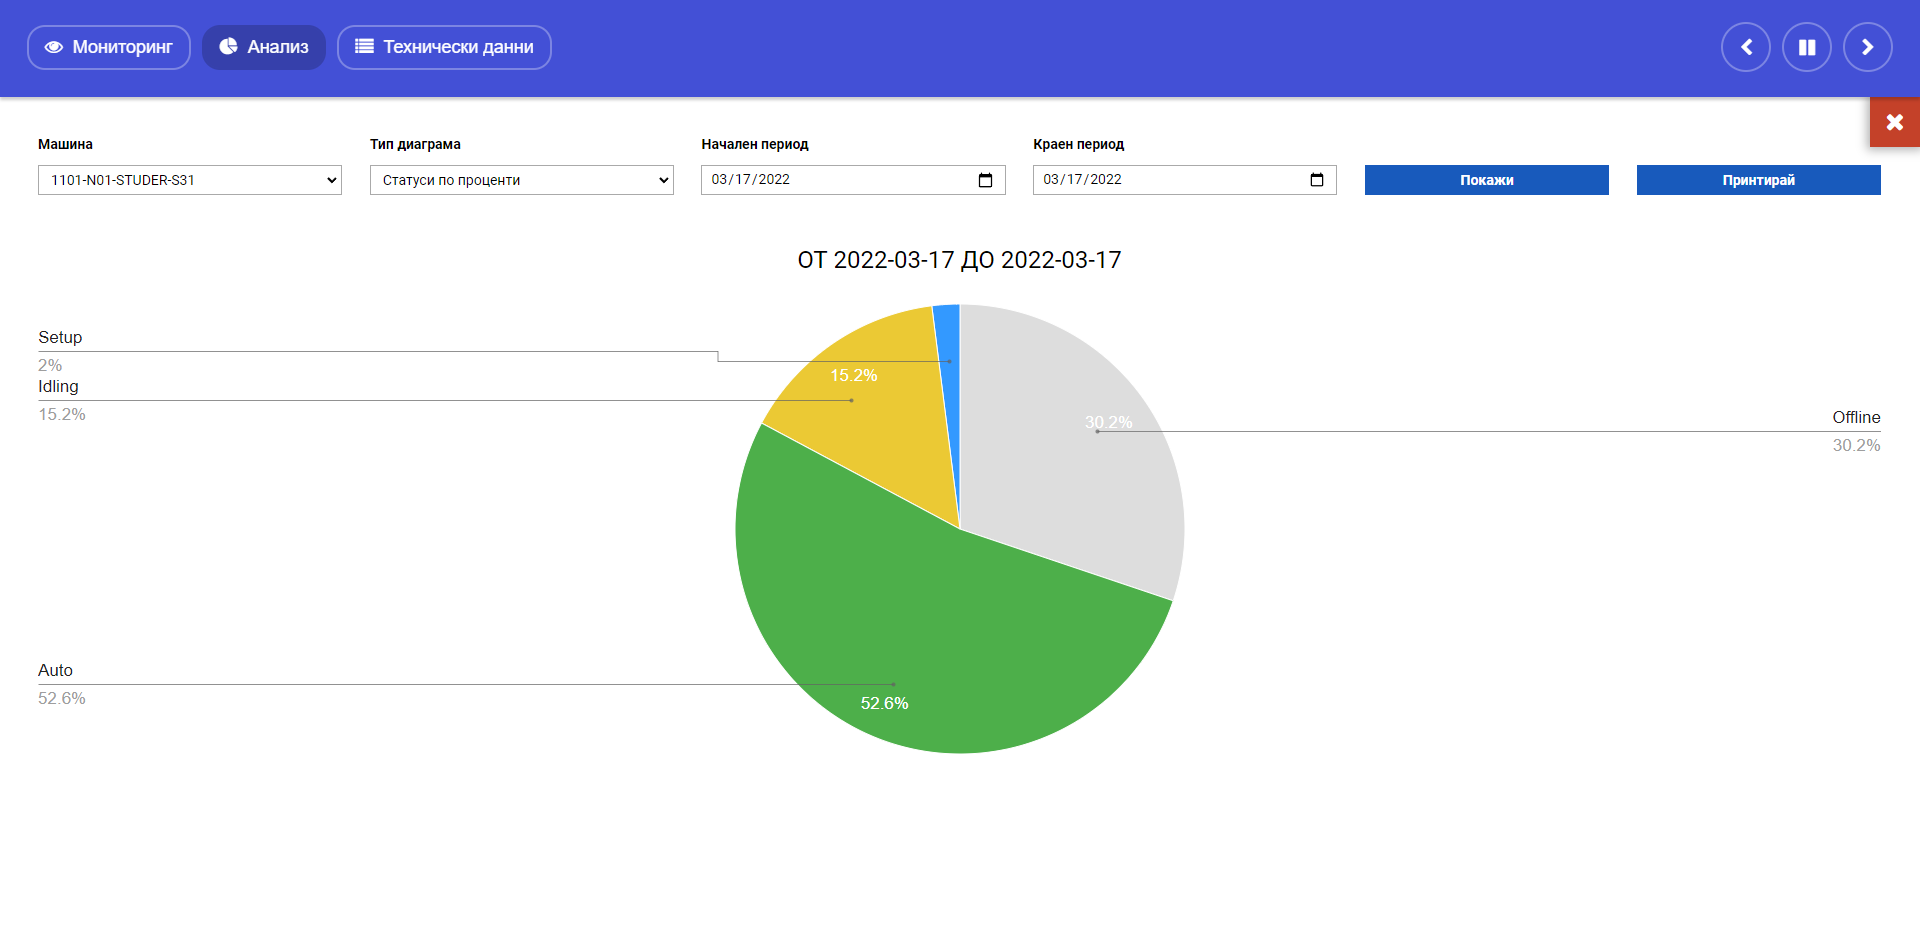 Мониторинг
Анализ
Технически данни
Машина
Тип диаграма
Начален период
Краен период
1101-N01-STUDER-S31
Статуси по проценти
03/17/2022
03/17/2022
Покажи
Принтирай
ОТ 2022-03-17 ДО 2022-03-17
Setup
2%
Idling
15.2%
15.2%
30.2%
Offline
30.2%
Auto
52.6%
52.6%